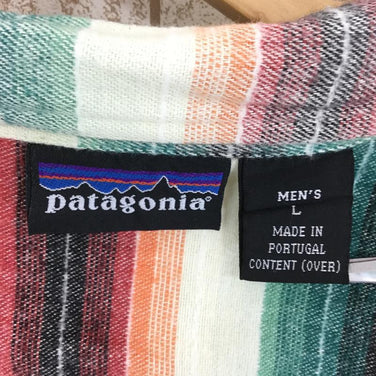 patagonia®
MEN'S
L
MADE IN
PORTUGAL
CONTENT (OVER)